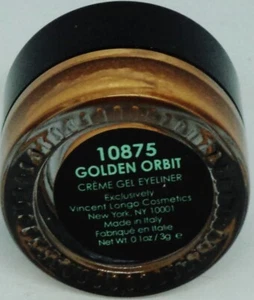 10875
GOLDEN ORBIT
CRÈME GEL EYELINER
Exclusively
Vincent Longo Cosmetics
New York, NY 10001
Made in Italy
Fabriqué en Italie
Net Wt. 0.1oz/3g ℮